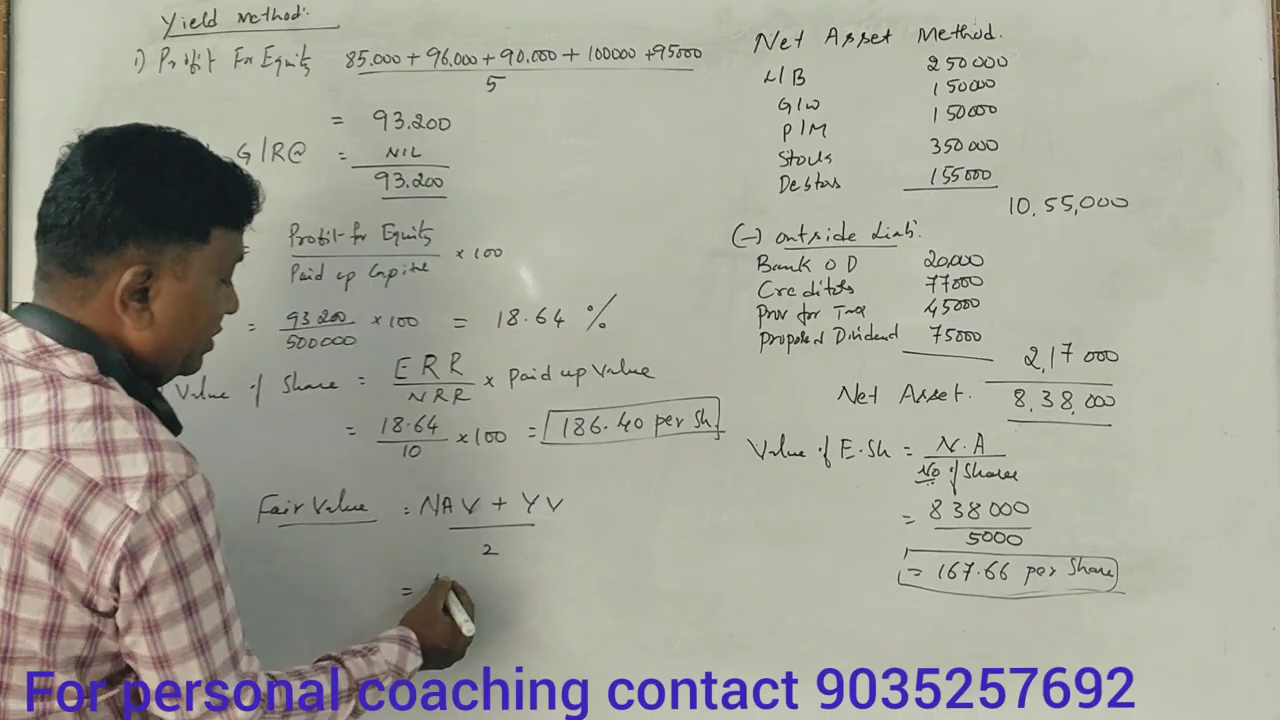 Yield Method:
1) Profit For Equity 85.000 + 96.000 + 90.000 + 100000 + 95000
5
= 93.200
G/R@ = NIL
93.200
= Profit for Equity
Paid up Capital × 100
= 93200
500000 × 100 = 18.64 %
Value of Share = ERR
NRR × paid up value
= 18.64
10 × 100 = 186.40 per Sh.
Fair Value = NAV + YV
2
=
Net Asset Method.
L/B 250000
G/W 150000
P/M 150000
Stocks 350000
Debtors 155000
10,55,000
(-) outside Liab:
Bank OD 20,000
Creditors 77000
Prov for Tax 45000
Proposed Dividend 75000
2,17000
Net Asset. 8,38,000
Value of E.Sh = N.A
No of Shares
= 838000
5000
= 167.66 per Share
For personal coaching contact 9035257692